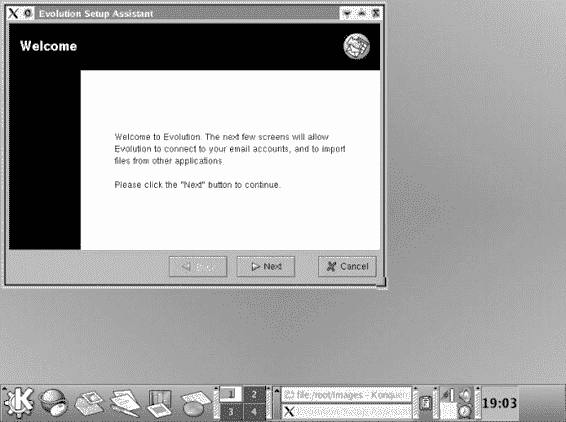 Evolution Setup Assistant
Welcome
Welcome to Evolution. The next few screens will allow
Evolution to connect to your email accounts, and to import
files from other applications.
Please click the "Next" button to continue.
Next
Cancel
1 2
3 4
file:/root/images - Konquer
19:03